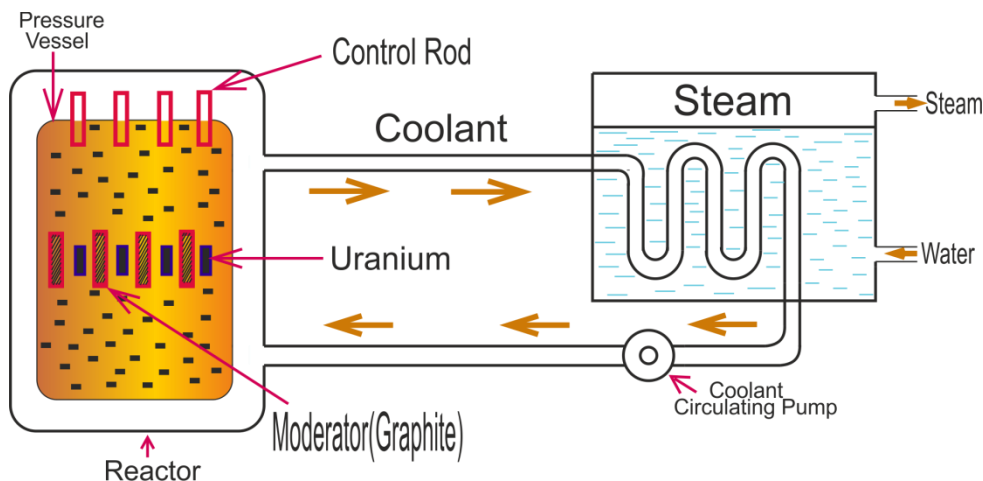 Pressure
Vessel
Control Rod
Coolant
Steam
Steam
Uranium
Water
Coolant
Circulating Pump
Moderator(Graphite)
Reactor